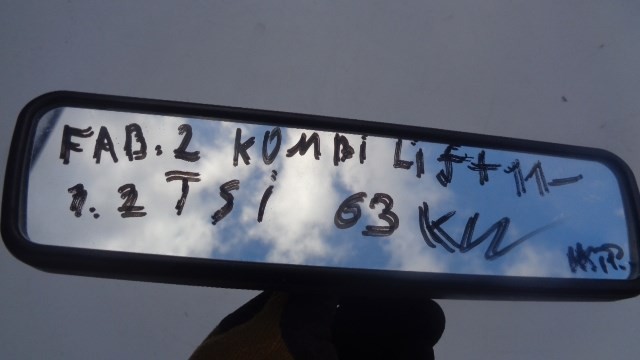 FAB. 2 KOMBi Lift 11-
1.2 TSi 63 KW